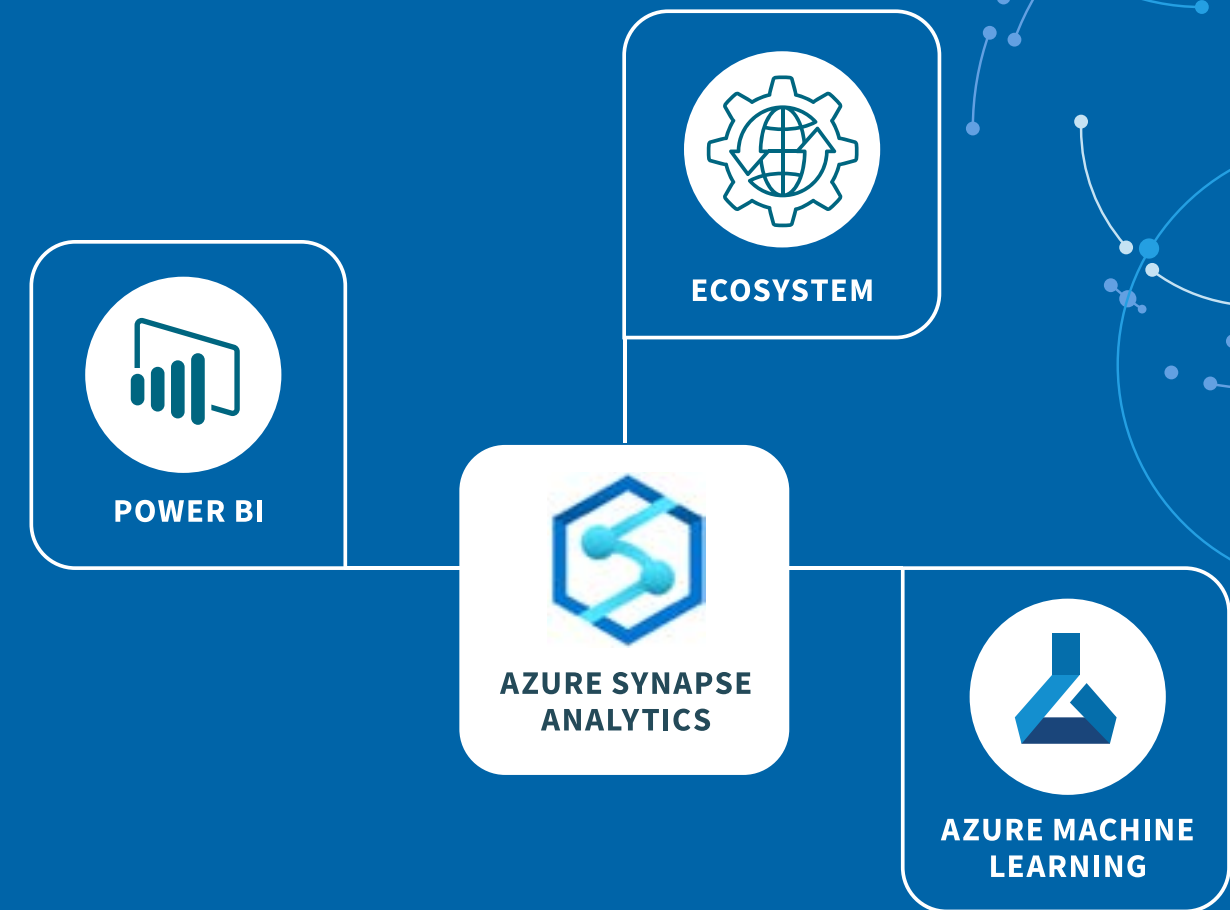 ECOSYSTEM
POWER BI
AZURE SYNAPSE
ANALYTICS
AZURE MACHINE
LEARNING